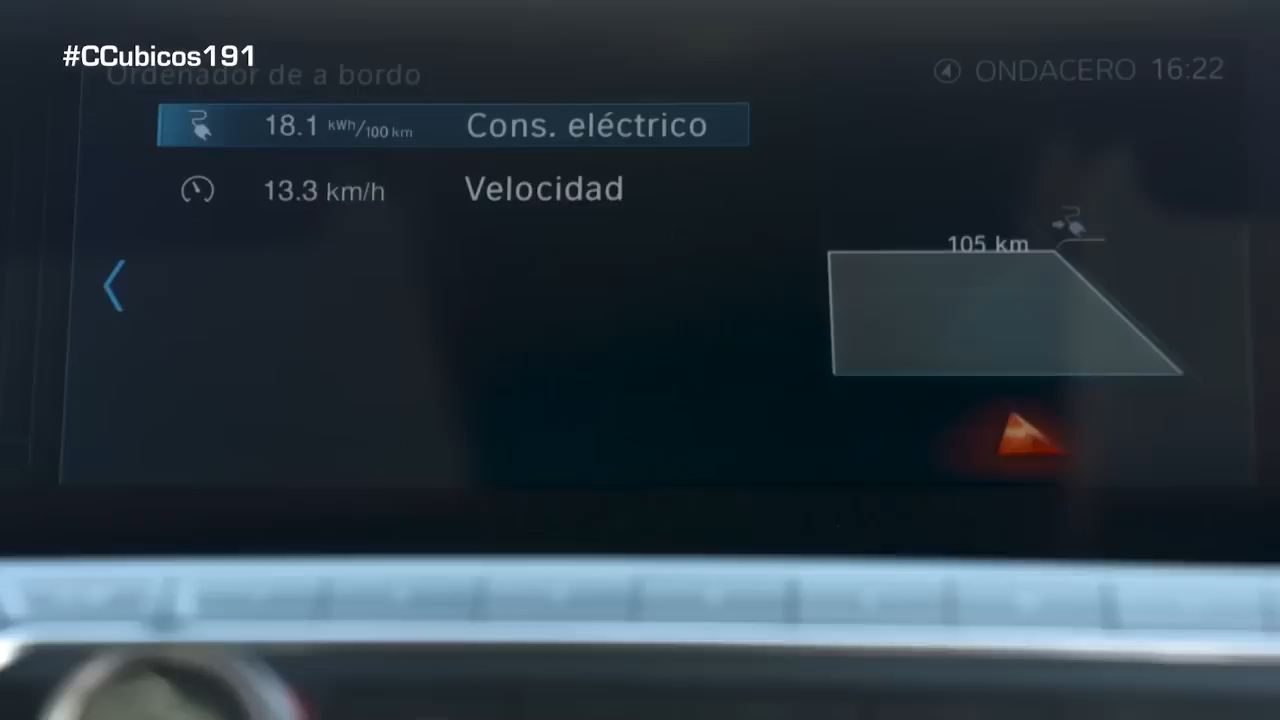 #CCubicos191
Ordenador de a bordo
ONDACERO 16:22
18.1 kWh/100 km Cons. eléctrico
13.3 km/h Velocidad
105 km